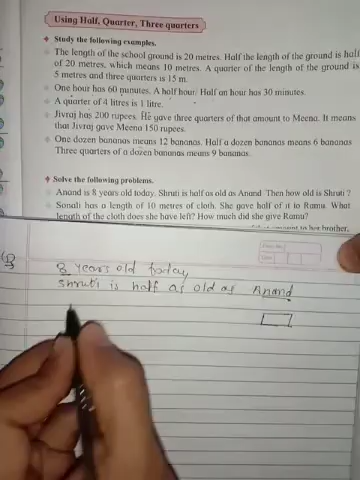 Using Half, Quarter, Three quarters
Study the following examples.
The length of the school ground is 20 metres. Half the length of the ground is half
of 20 metres, which means 10 metres. A quarter of the length of the ground is
5 metres and three quarters is 15 m.
One hour has 60 minutes. A half hour/ Half an hour has 30 minutes.
A quarter of 4 litres is 1 litre.
Jivraj has 200 rupees. He gave three quarters of that amount to Meena. It means
that Jivraj gave Meena 150 rupees.
One dozen bananas means 12 bananas. Half a dozen bananas means 6 bananas
Three quarters of a dozen bananas means 9 bananas.
Solve the following problems.
Anand is 8 years old today. Shruti is half as old as Anand. Then how old is Shruti ?
Sonali has a length of 10 metres of cloth. She gave half of it to Ramu. What
length of the cloth does she have left? How much did she give Ramu?
to her brother.
8 years old today
Shruti is half as old as Anand